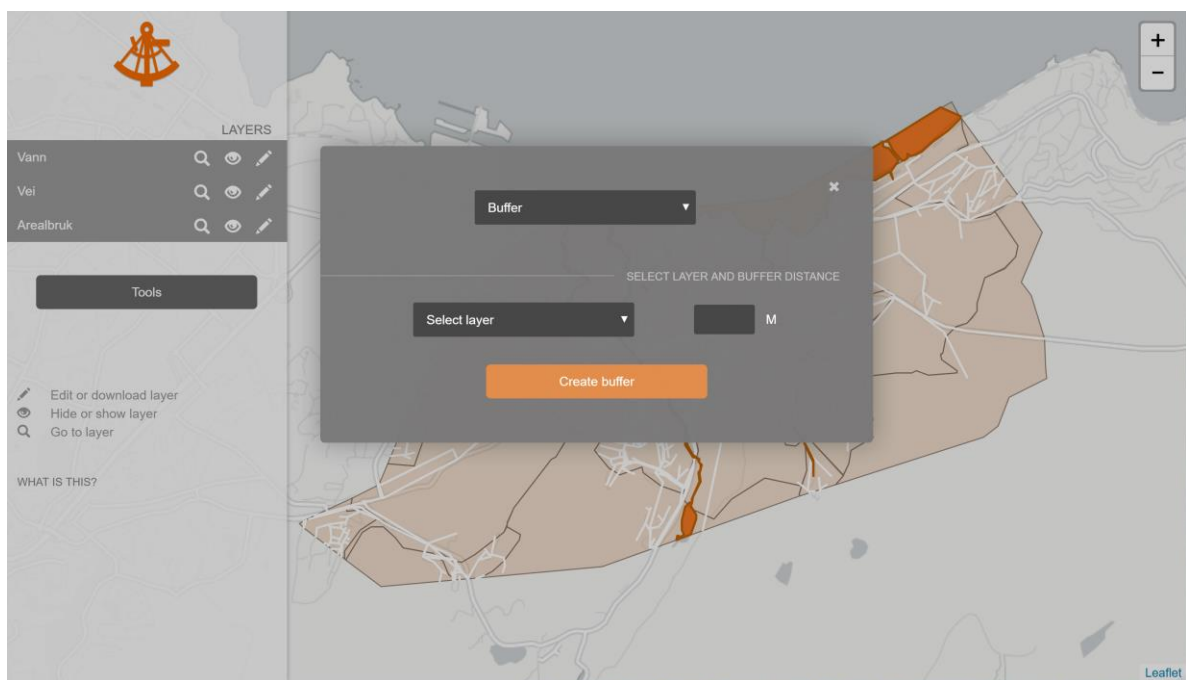 LAYERS
Vann
Vei
Arealbruk
Tools
Edit or download layer
Hide or show layer
Go to layer
WHAT IS THIS?
Buffer
SELECT LAYER AND BUFFER DISTANCE
Select layer
M
Create buffer
+
−
Leaflet